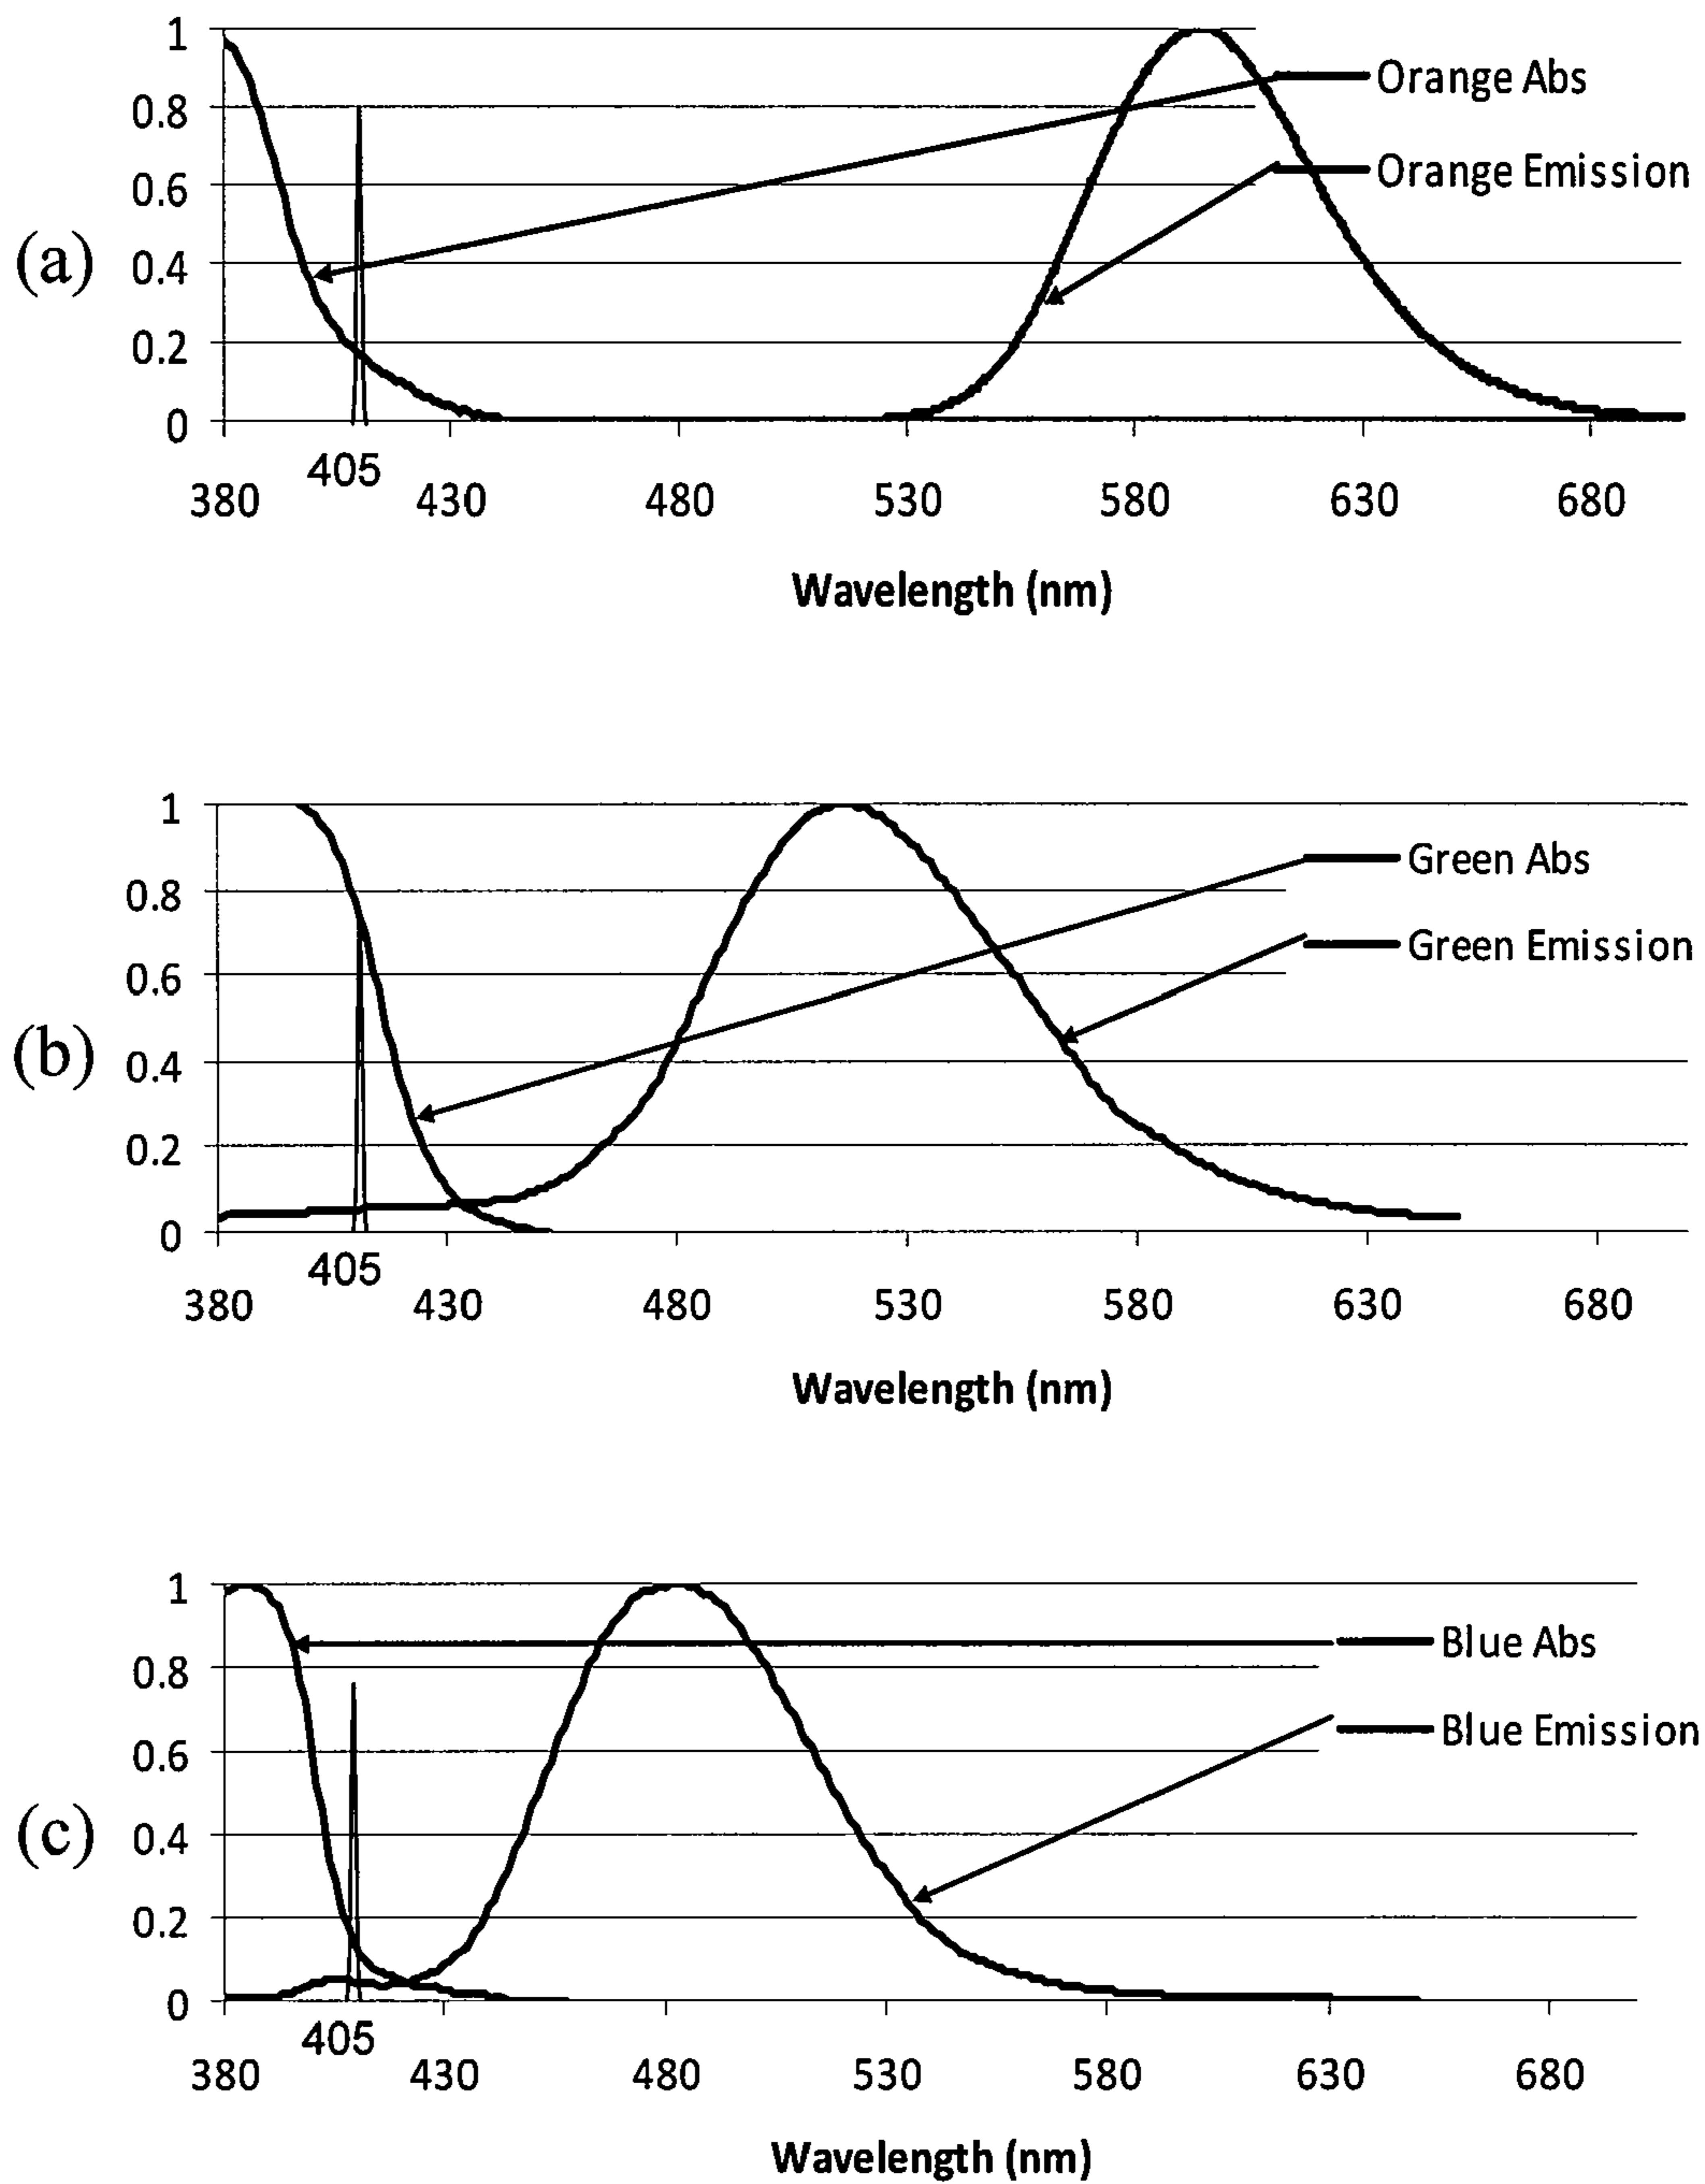 (a)
1
0.8
0.6
0.4
0.2
0
Orange Abs
Orange Emission
405
380 430 480 530 580 630 680
Wavelength (nm)
(b)
1
0.8
0.6
0.4
0.2
0
Green Abs
Green Emission
405
380 430 480 530 580 630 680
Wavelength (nm)
(c)
1
0.8
0.6
0.4
0.2
0
Blue Abs
Blue Emission
405
380 430 480 530 580 630 680
Wavelength (nm)